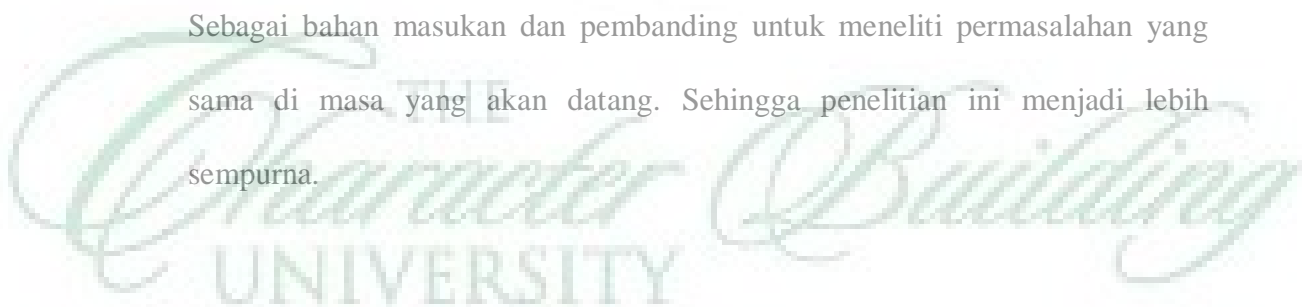 Sebagai bahan masukan dan pembanding untuk meneliti permasalahan yang
sama di masa yang akan datang. Sehingga penelitian ini menjadi lebih
sempurna.
THE
Character Building
UNIVERSITY